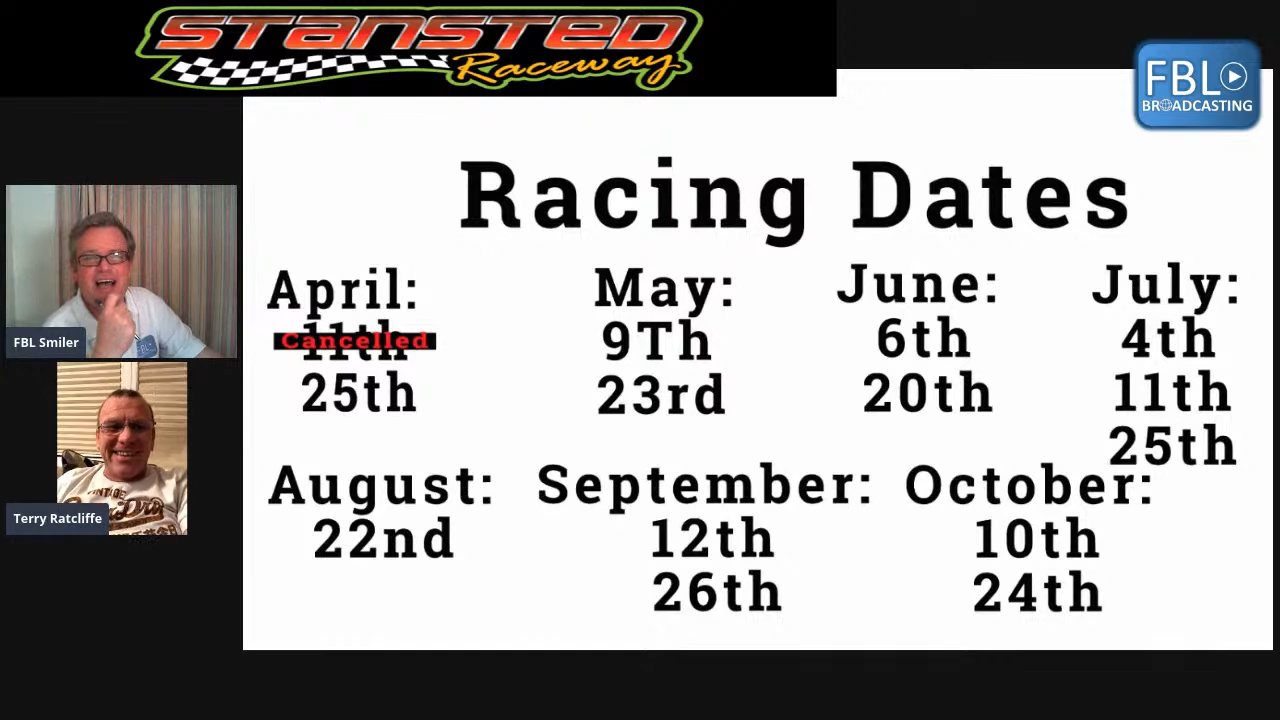 STANSTED
Raceway
FBL
BROADCASTING
Racing Dates
April:
11th
Cancelled
25th
May:
9Th
23rd
June:
6th
20th
July:
4th
11th
25th
August:
22nd
September:
12th
26th
October:
10th
24th
FBL Smiler
VINTAGE
Terry Ratcliffe